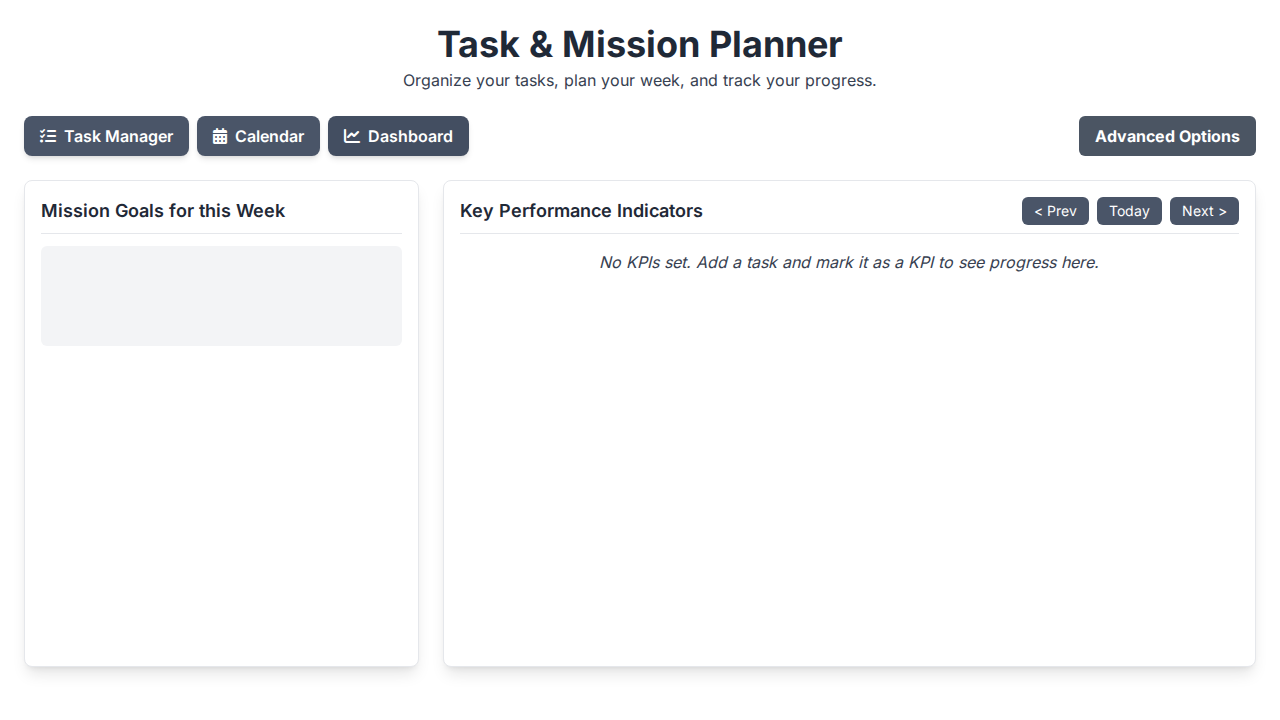 Task & Mission Planner
Organize your tasks, plan your week, and track your progress.
Task Manager
Calendar
Dashboard
Advanced Options
Mission Goals for this Week
Key Performance Indicators
< Prev
Today
Next >
No KPIs set. Add a task and mark it as a KPI to see progress here.